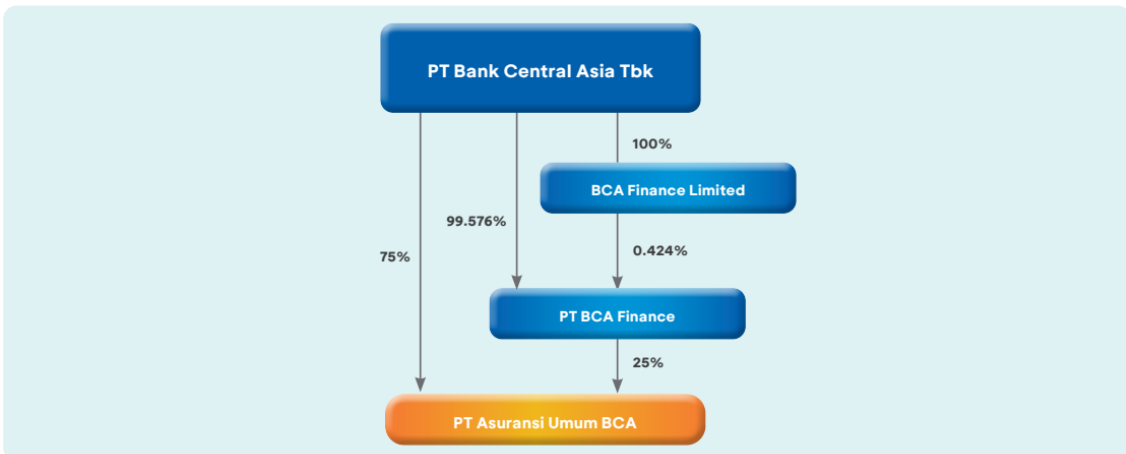 PT Bank Central Asia Tbk
100%
BCA Finance Limited
99.576%
75%
0.424%
PT BCA Finance
25%
PT Asuransi Umum BCA